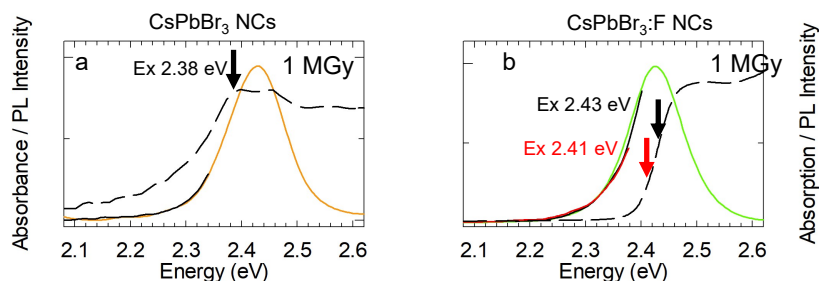 CsPbBr₃ NCs
a
Ex 2.38 eV
1 MGy
Absorbance / PL Intensity
2.1 2.2 2.3 2.4 2.5 2.6
Energy (eV)
CsPbBr₃:F NCs
b
1 MGy
Ex 2.43 eV
Ex 2.41 eV
2.1 2.2 2.3 2.4 2.5 2.6
Energy (eV)
Absorption / PL Intensity